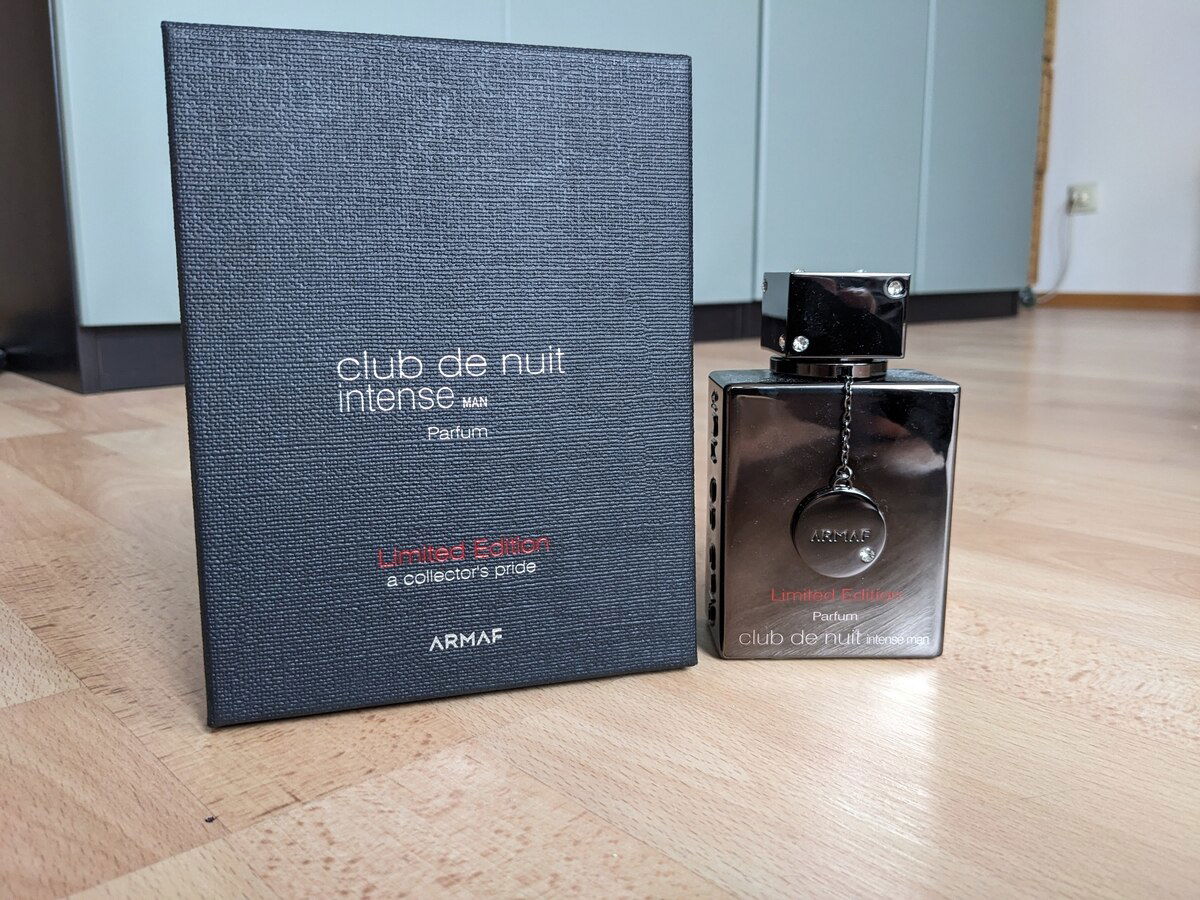 club de nuit
intense MAN
Parfum
Limited Edition
a collector's pride
ARMAF
ARMAF
Limited Edition
Parfum
club de nuit intense man